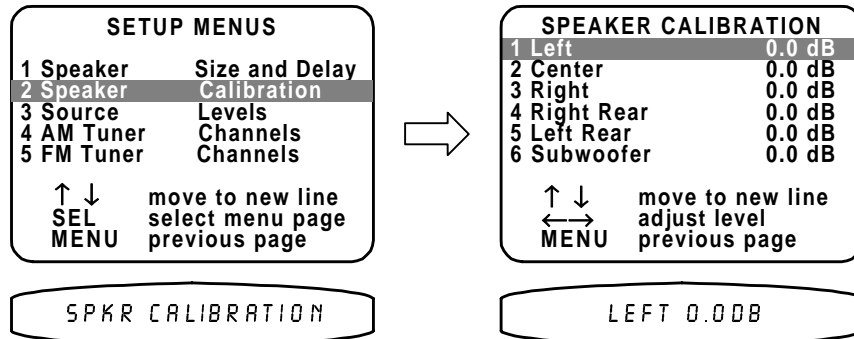 SETUP MENUS
1 Speaker Size and Delay
2 Speaker Calibration
3 Source Levels
4 AM Tuner Channels
5 FM Tuner Channels
↑ ↓ move to new line
SEL select menu page
MENU previous page
SPKR CALIBRATION
SPEAKER CALIBRATION
1 Left 0.0 dB
2 Center 0.0 dB
3 Right 0.0 dB
4 Right Rear 0.0 dB
5 Left Rear 0.0 dB
6 Subwoofer 0.0 dB
↑ ↓ move to new line
←→ adjust level
MENU previous page
LEFT 0.0DB